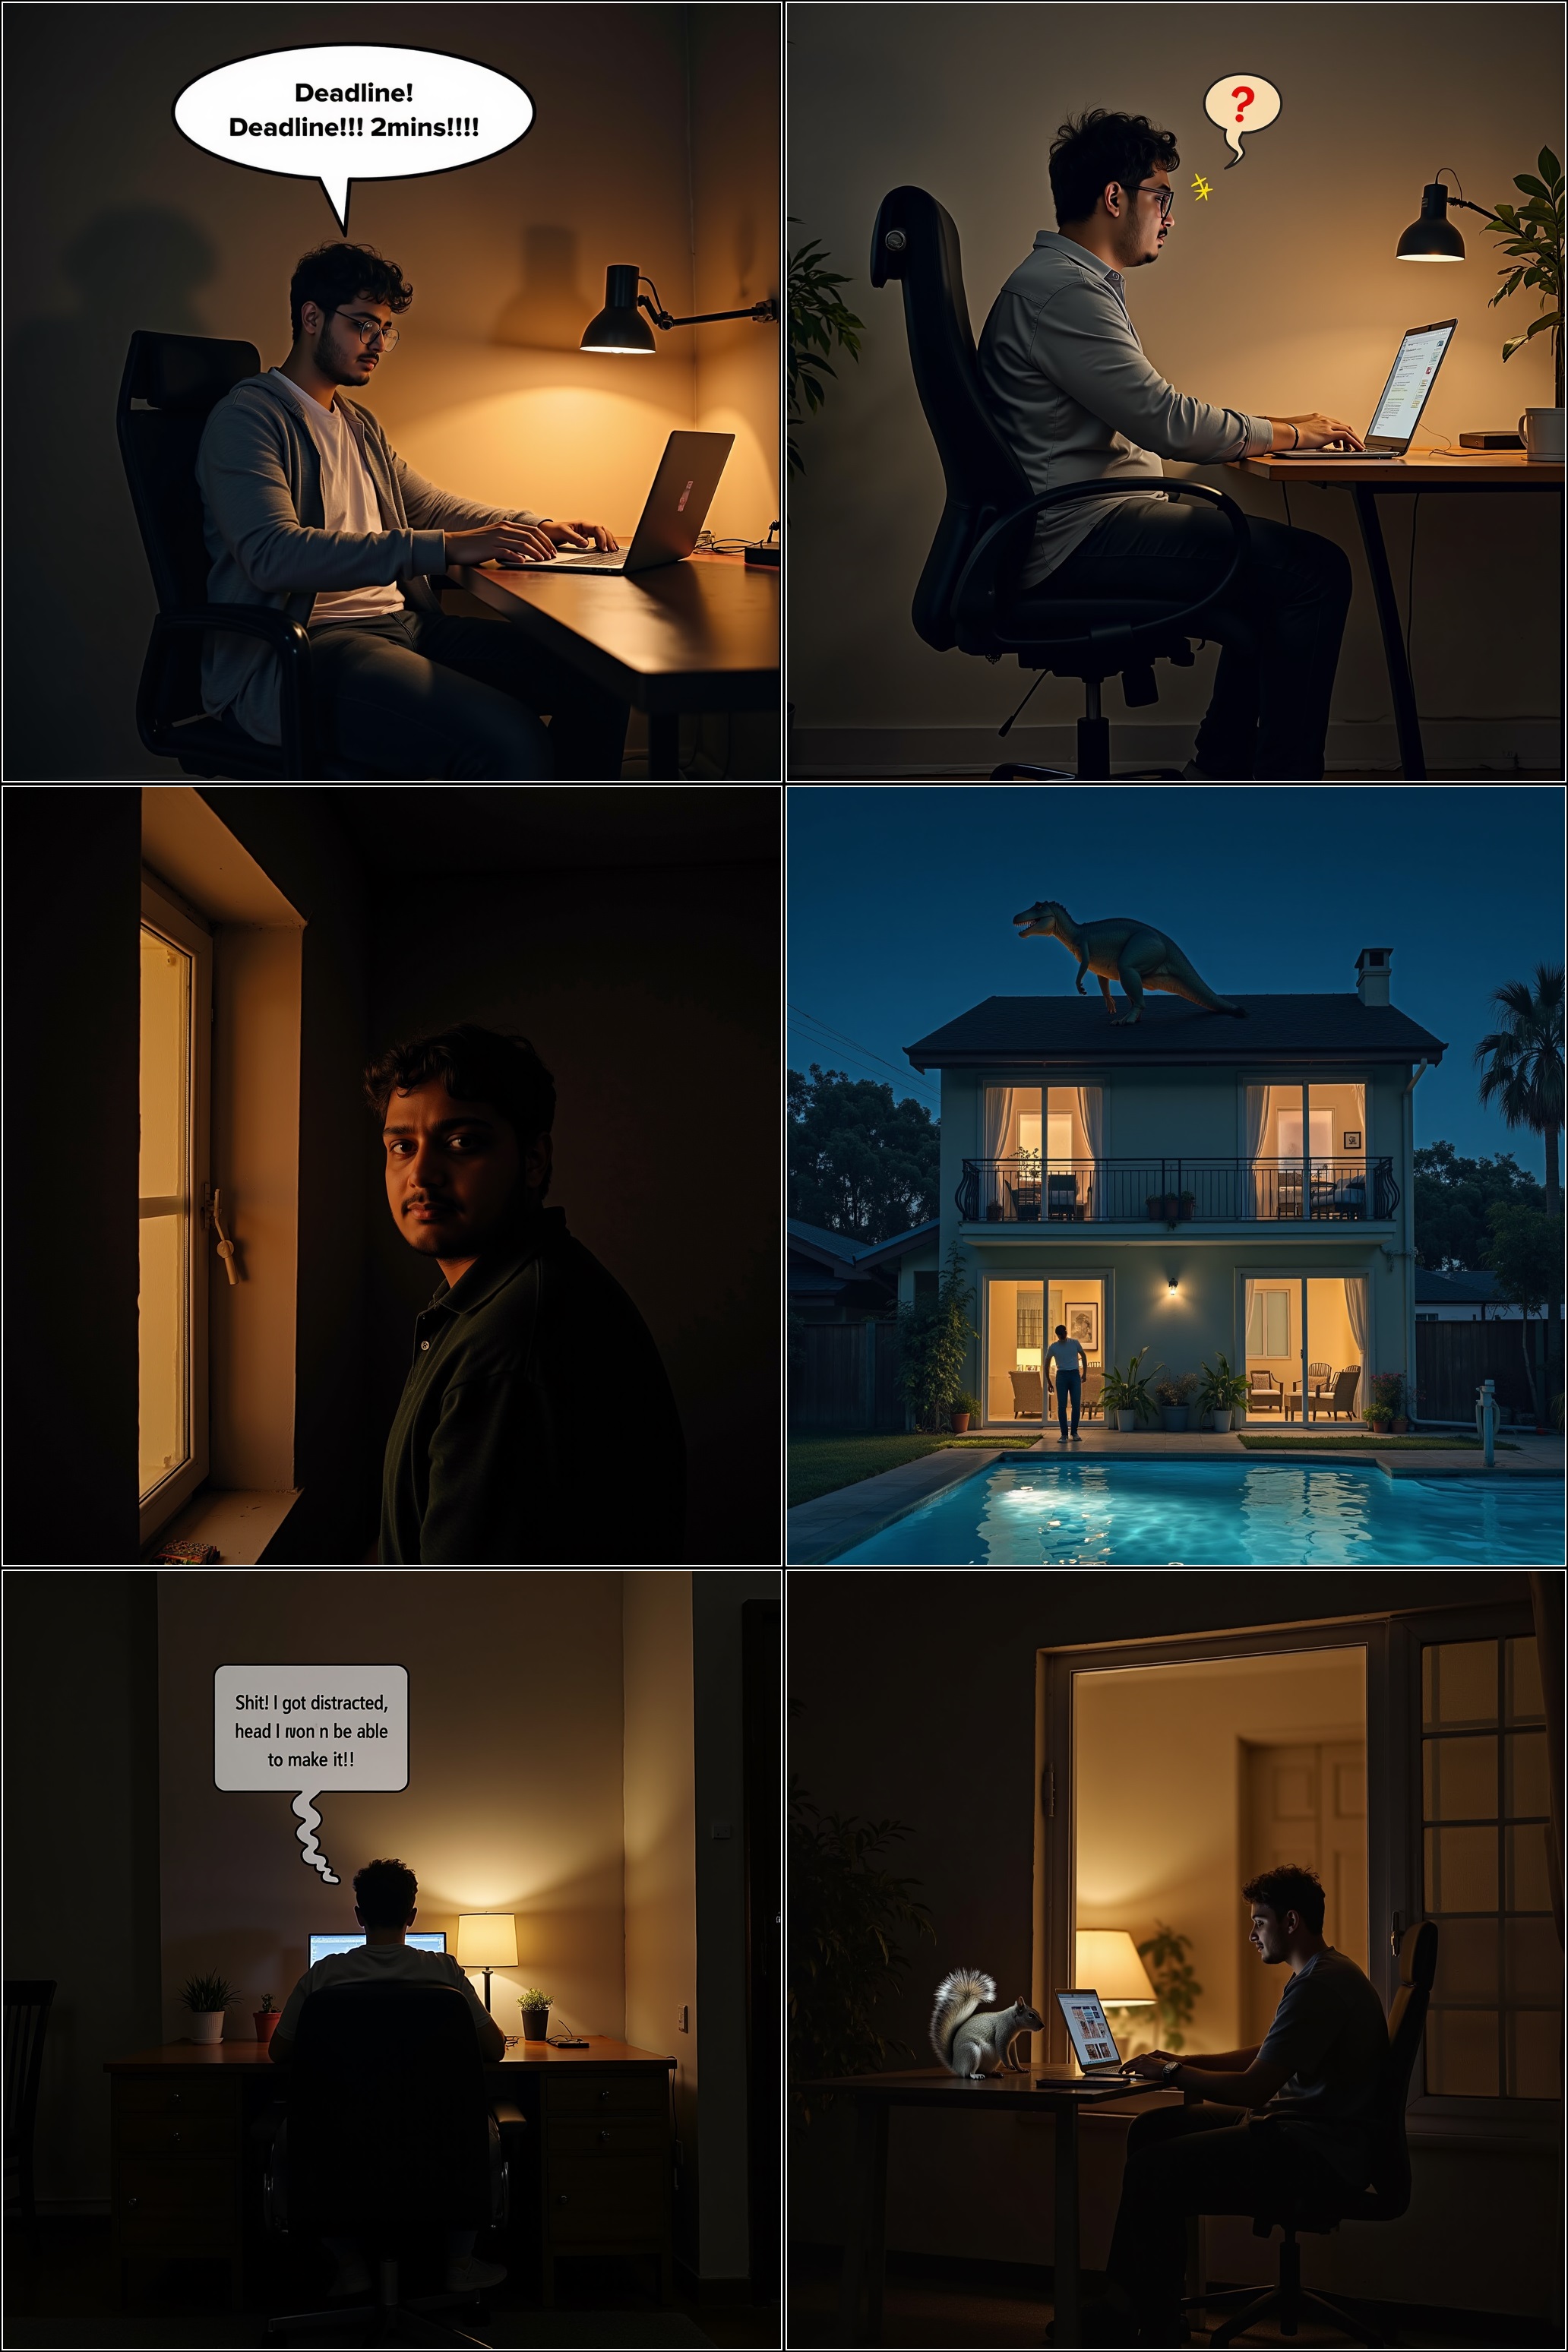 Deadline!
Deadline!!! 2mins!!!!
?
Shit! I got distracted,
head I won n be able
to make it!!